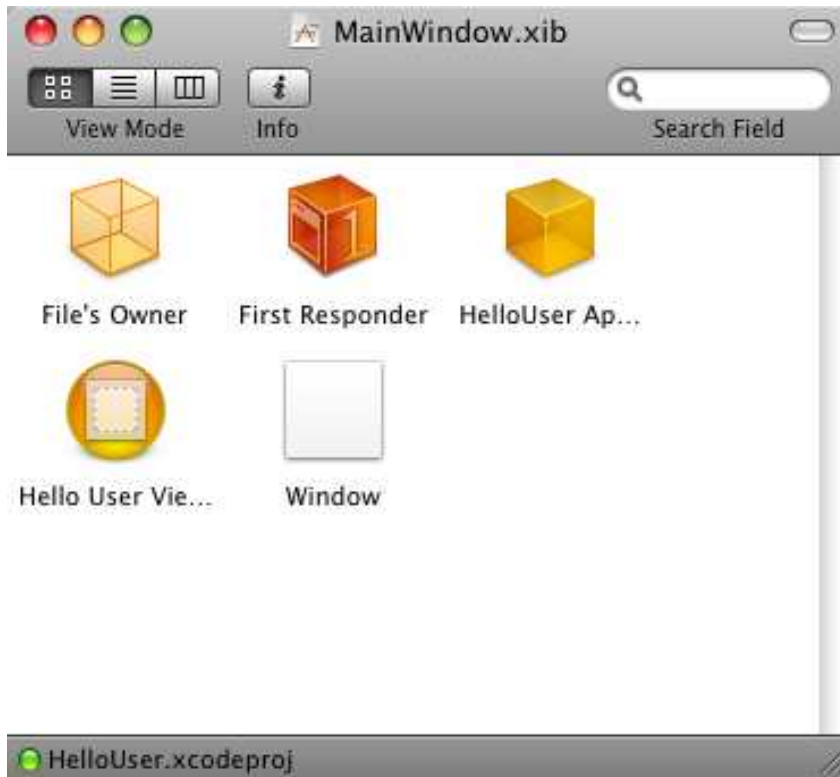 MainWindow.xib
View Mode Info Search Field
File's Owner First Responder HelloUser Ap...
Hello User Vie... Window
HelloUser.xcodeproj